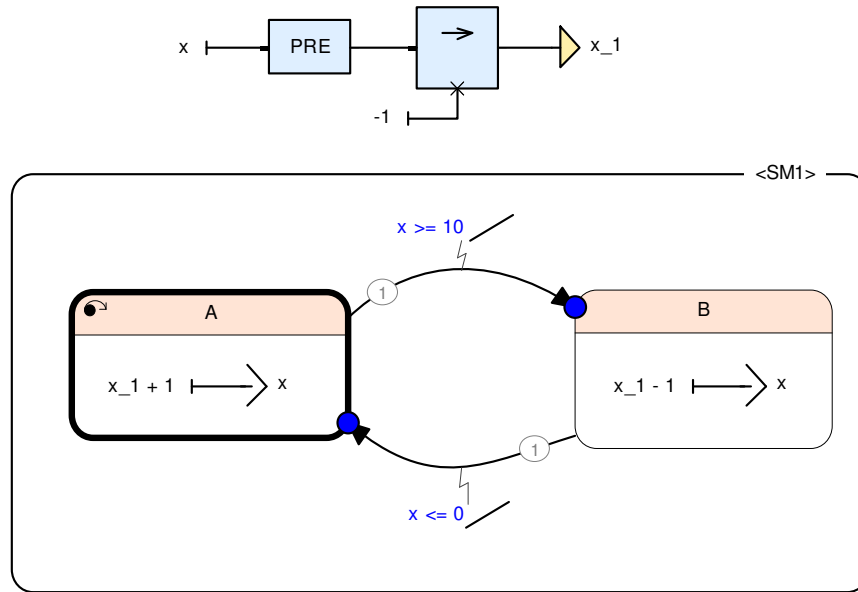 x PRE x_1
-1
<SM1>
x >= 10
1
A
B
x_1 + 1 x
x_1 - 1 x
1
x <= 0